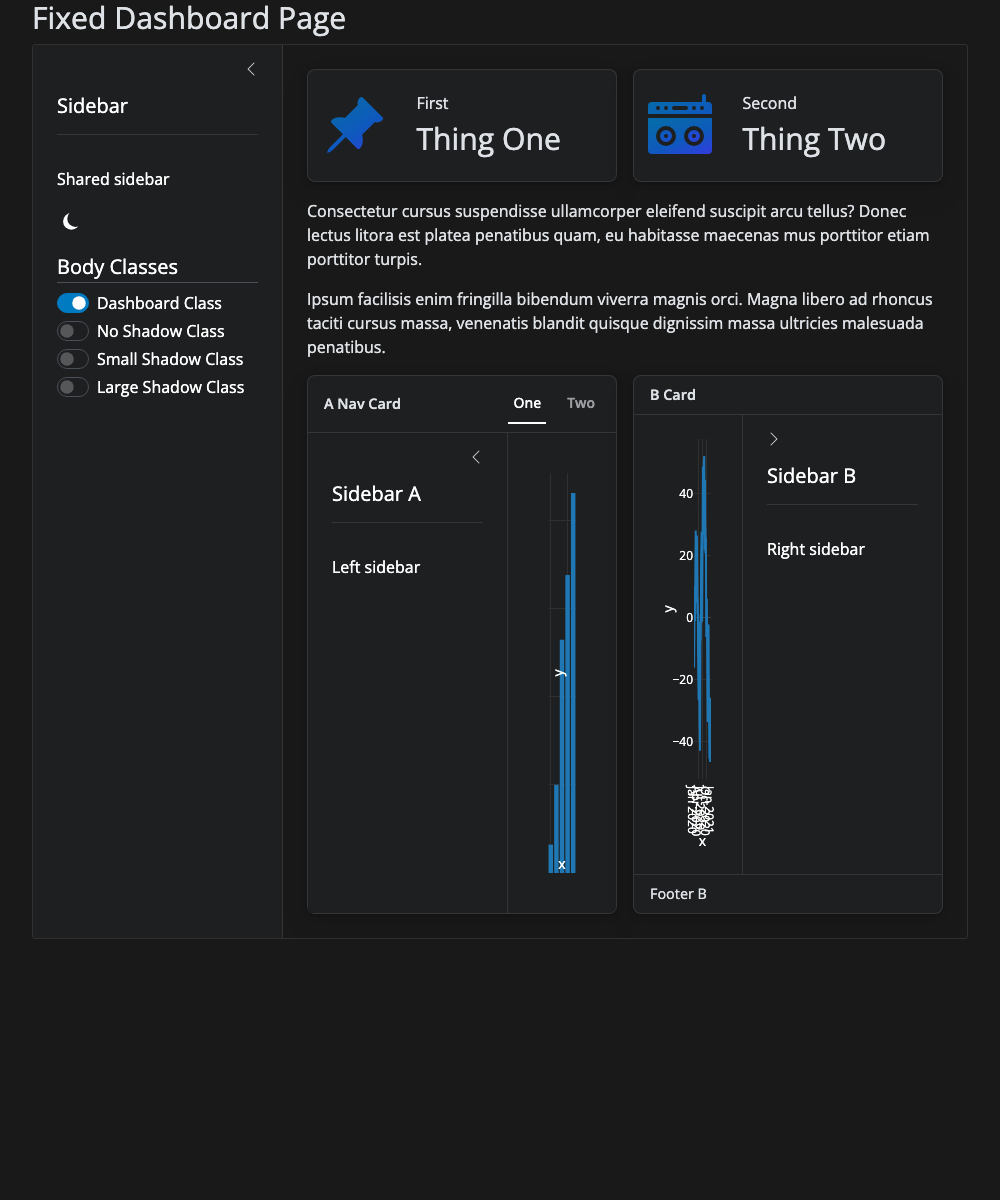 Fixed Dashboard Page
Sidebar
Shared sidebar
Body Classes
Dashboard Class
No Shadow Class
Small Shadow Class
Large Shadow Class
First
Thing One
Second
Thing Two
Consectetur cursus suspendisse ullamcorper eleifend suscipit arcu tellus? Donec
lectus litora est platea penatibus quam, eu habitasse maecenas mus porttitor etiam
porttitor turpis.
Ipsum facilisis enim fringilla bibendum viverra magnis orci. Magna libero ad rhoncus
taciti cursus massa, venenatis blandit quisque dignissim massa ultricies malesuada
penatibus.
A Nav Card
One
Two
Sidebar A
Left sidebar
y
x
B Card
40
20
0
−20
−40
y
Jan 2020
Jan 2021
x
Sidebar B
Right sidebar
Footer B